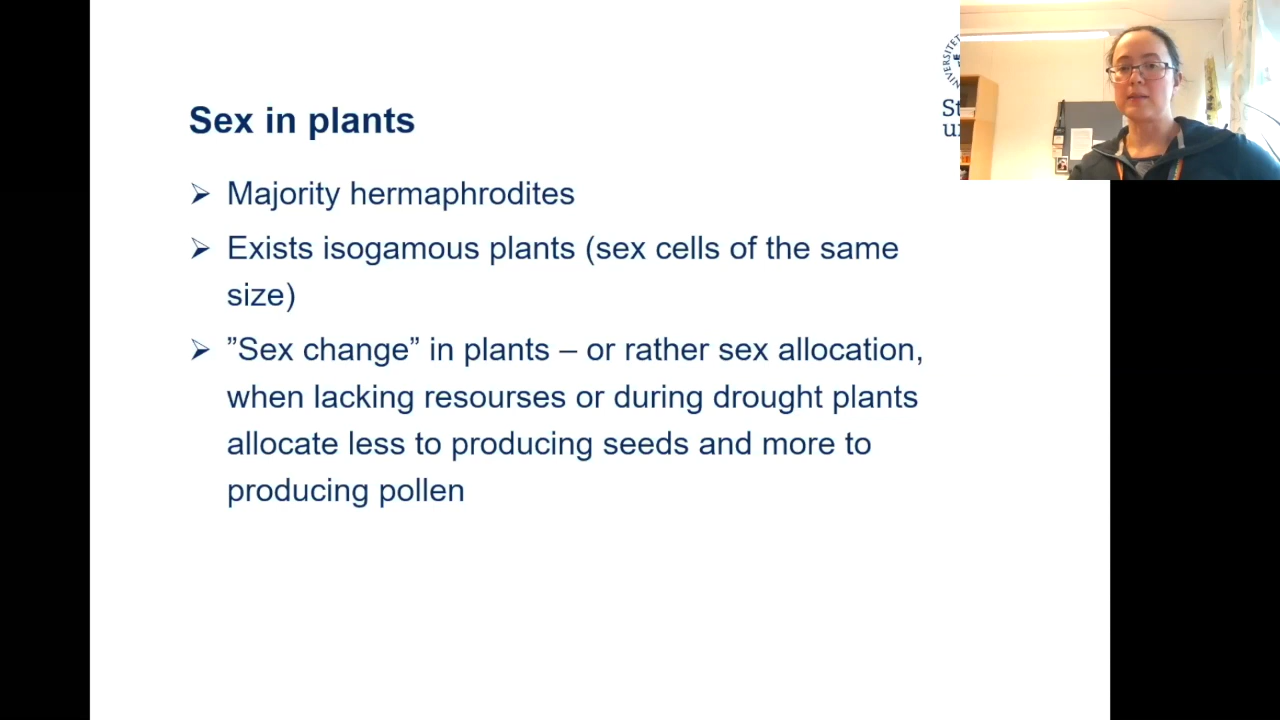 Sex in plants
➢ Majority hermaphrodites
➢ Exists isogamous plants (sex cells of the same
size)
➢ ”Sex change” in plants – or rather sex allocation,
when lacking resourses or during drought plants
allocate less to producing seeds and more to
producing pollen